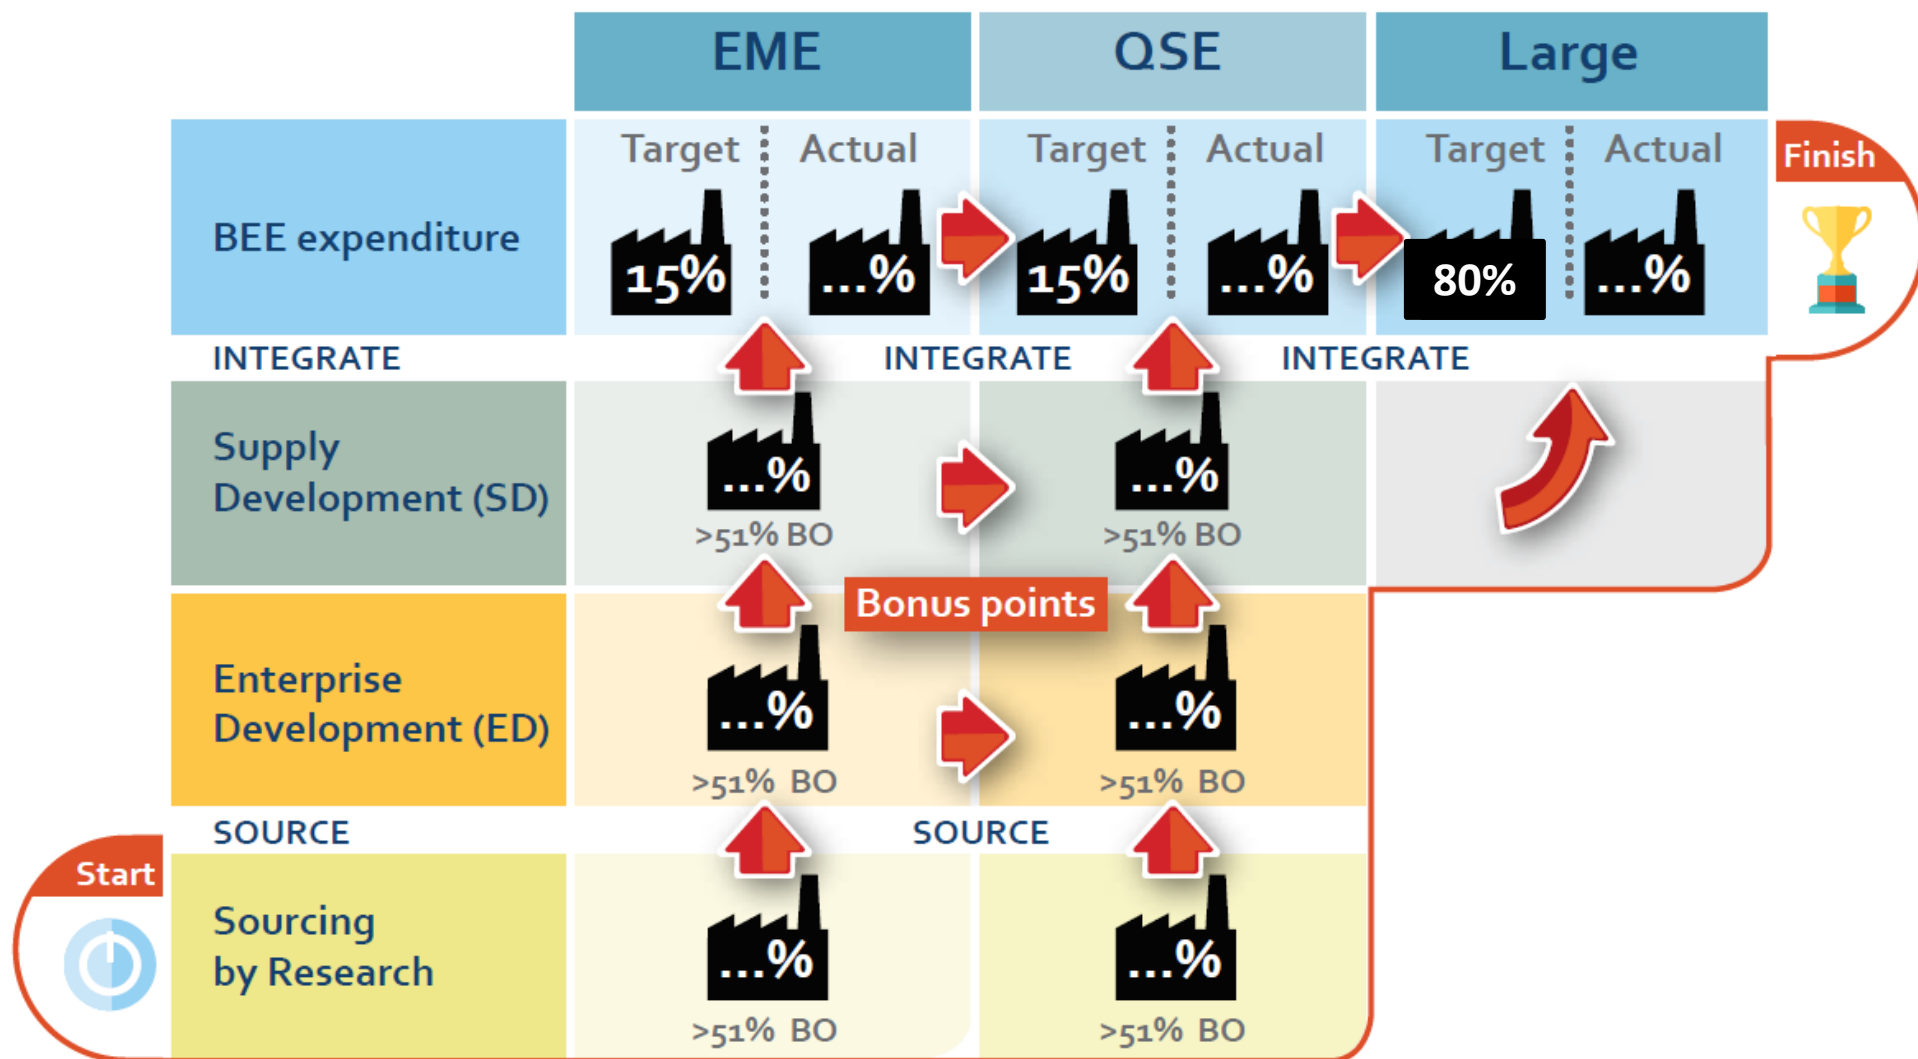 EME
QSE
Large
Target
Actual
Target
Actual
Target
Actual
Finish
BEE expenditure
15%
...%
15%
...%
80%
...%
INTEGRATE
INTEGRATE
INTEGRATE
Supply
Development (SD)
...%
>51% BO
...%
>51% BO
Bonus points
Enterprise
Development (ED)
...%
>51% BO
...%
>51% BO
SOURCE
SOURCE
Start
Sourcing
by Research
...%
>51% BO
...%
>51% BO